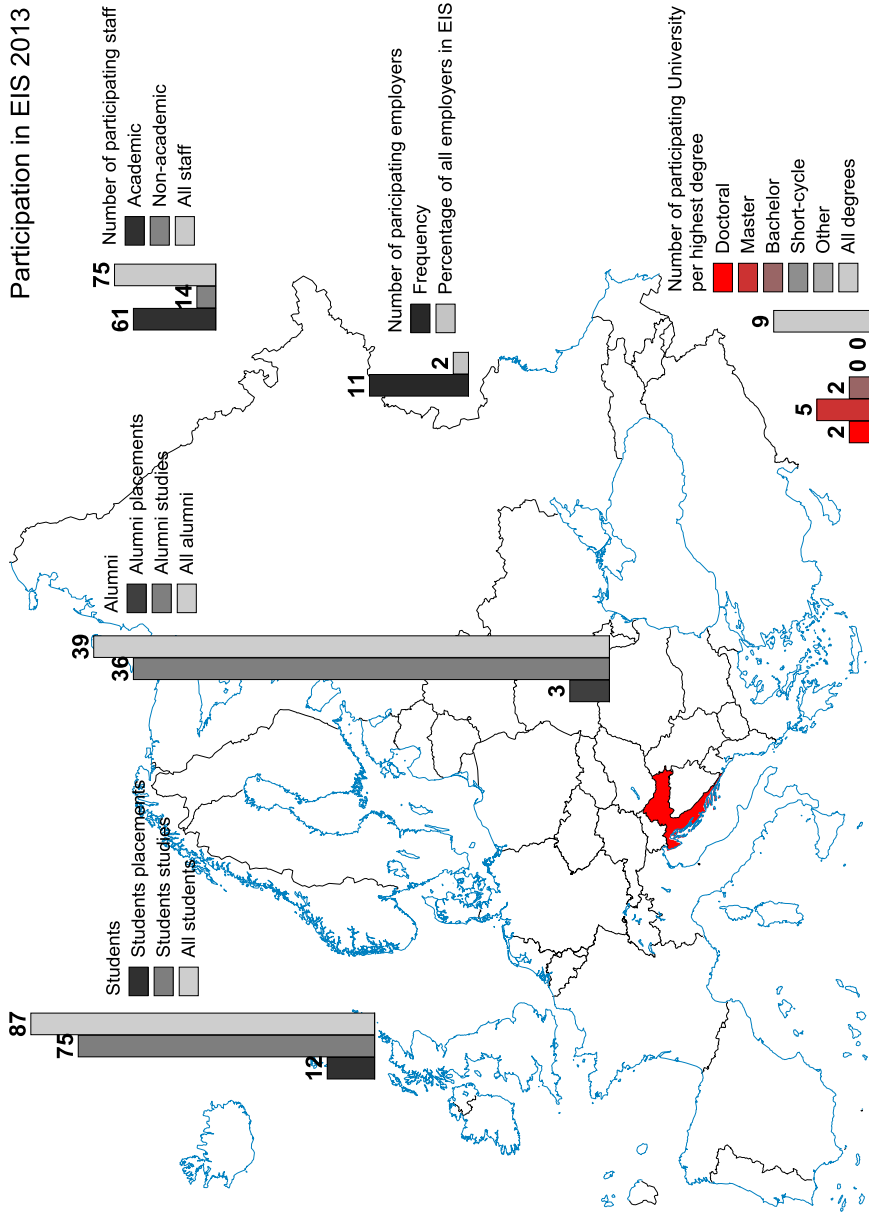 Participation in EIS 2013
Students
Students placements
Students studies
All students
12
75
87
Alumni
Alumni placements
Alumni studies
All alumni
3
36
39
Number of participating staff
Academic
Non-academic
All staff
61
14
75
Number of paricipating employers
Frequency
Percentage of all employers in EIS
11
2
Number of participating University
per highest degree
Doctoral
Master
Bachelor
Short-cycle
Other
All degrees
2
5
2
0
0
9